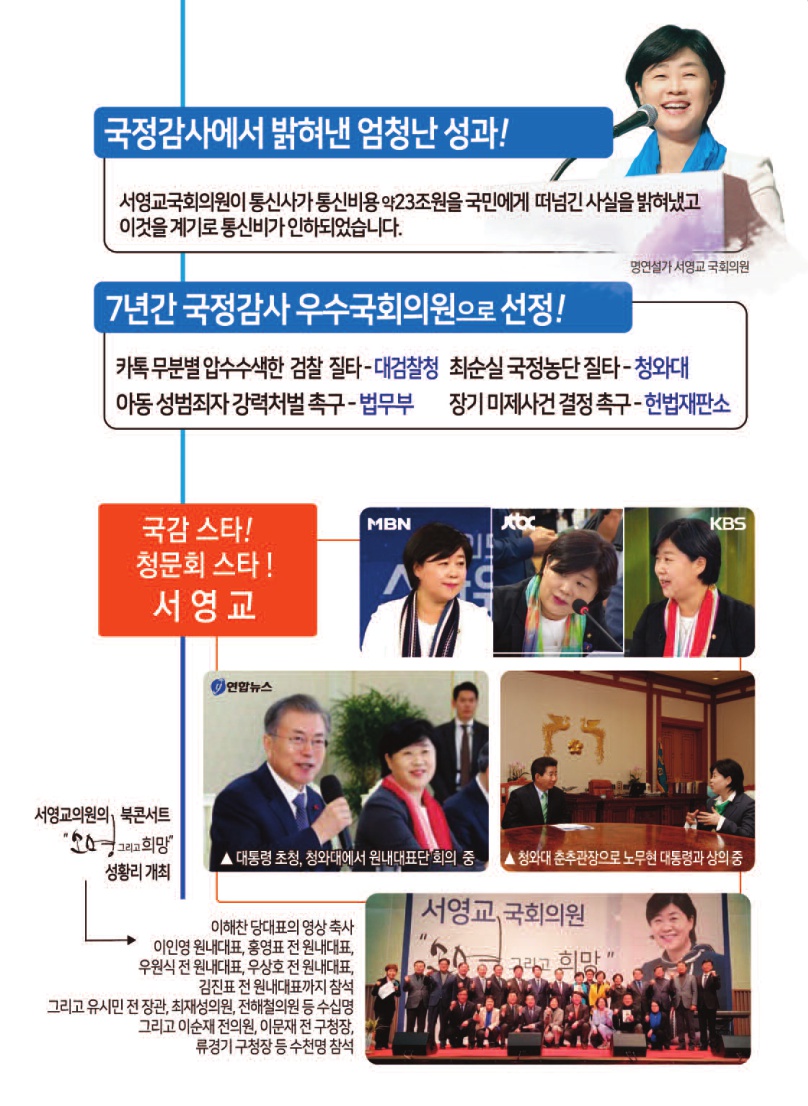 국정감사에서 밝혀낸 엄청난 성과!
서영교국회의원이 통신사가 통신비용 약23조원을 국민에게 떠넘긴 사실을 밝혀냈고
이것을 계기로 통신비가 인하되었습니다.
명연설가 서영교 국회의원
7년간 국정감사 우수국회의원으로 선정!
카톡 무분별 압수수색한 검찰 질타 - 대검찰청 최순실 국정농단 질타 - 청와대
아동 성범죄자 강력처벌 촉구 - 법무부 장기 미제사건 결정 촉구 - 헌법재판소
국감 스타!
청문회 스타!
서영교
MBN
jtbc
KBS
연합뉴스
▲ 대통령 초청, 청와대에서 원내대표단 회의 중
▲ 청와대 춘추관장으로 노무현 대통령과 상의 중
서영교의원의 북콘서트
"소명 그리고 희망"
성황리 개최
이해찬 당대표의 영상 축사
이인영 원내대표, 홍영표 전 원내대표,
우원식 전 원내대표, 우상호 전 원내대표,
김진표 전 원내대표까지 참석
그리고 유시민 전 장관, 최재성의원, 전해철의원 등 수십명
그리고 이순재 전의원, 이문재 전 구청장,
류경기 구청장 등 수천명 참석
서영교 국회의원
"소명 그리고 희망"